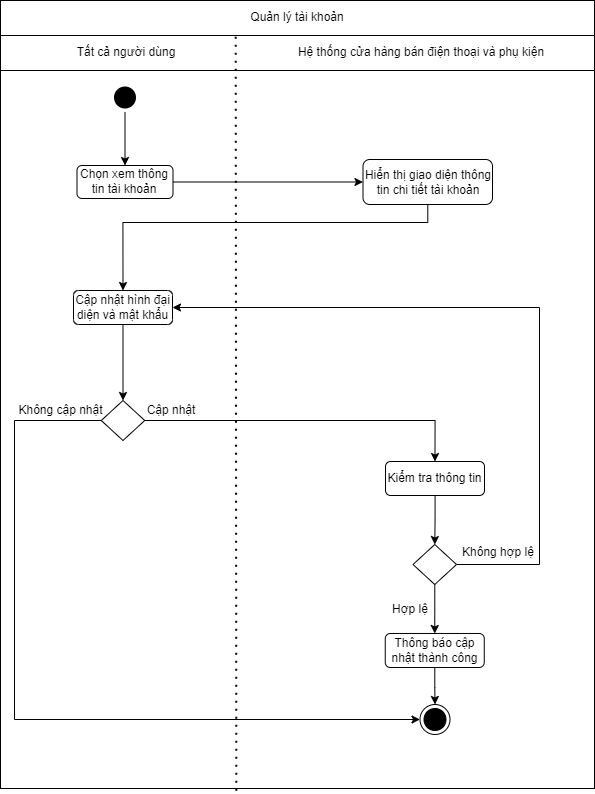 Quản lý tài khoản
Tất cả người dùng
Hệ thống cửa hàng bán điện thoại và phụ kiện
Chọn xem thông
tin tài khoản
Hiển thị giao diện thông
tin chi tiết tài khoản
Cập nhật hình đại
diện và mật khẩu
Không cập nhật
Cập nhật
Kiểm tra thông tin
Không hợp lệ
Hợp lệ
Thông báo cập
nhật thành công